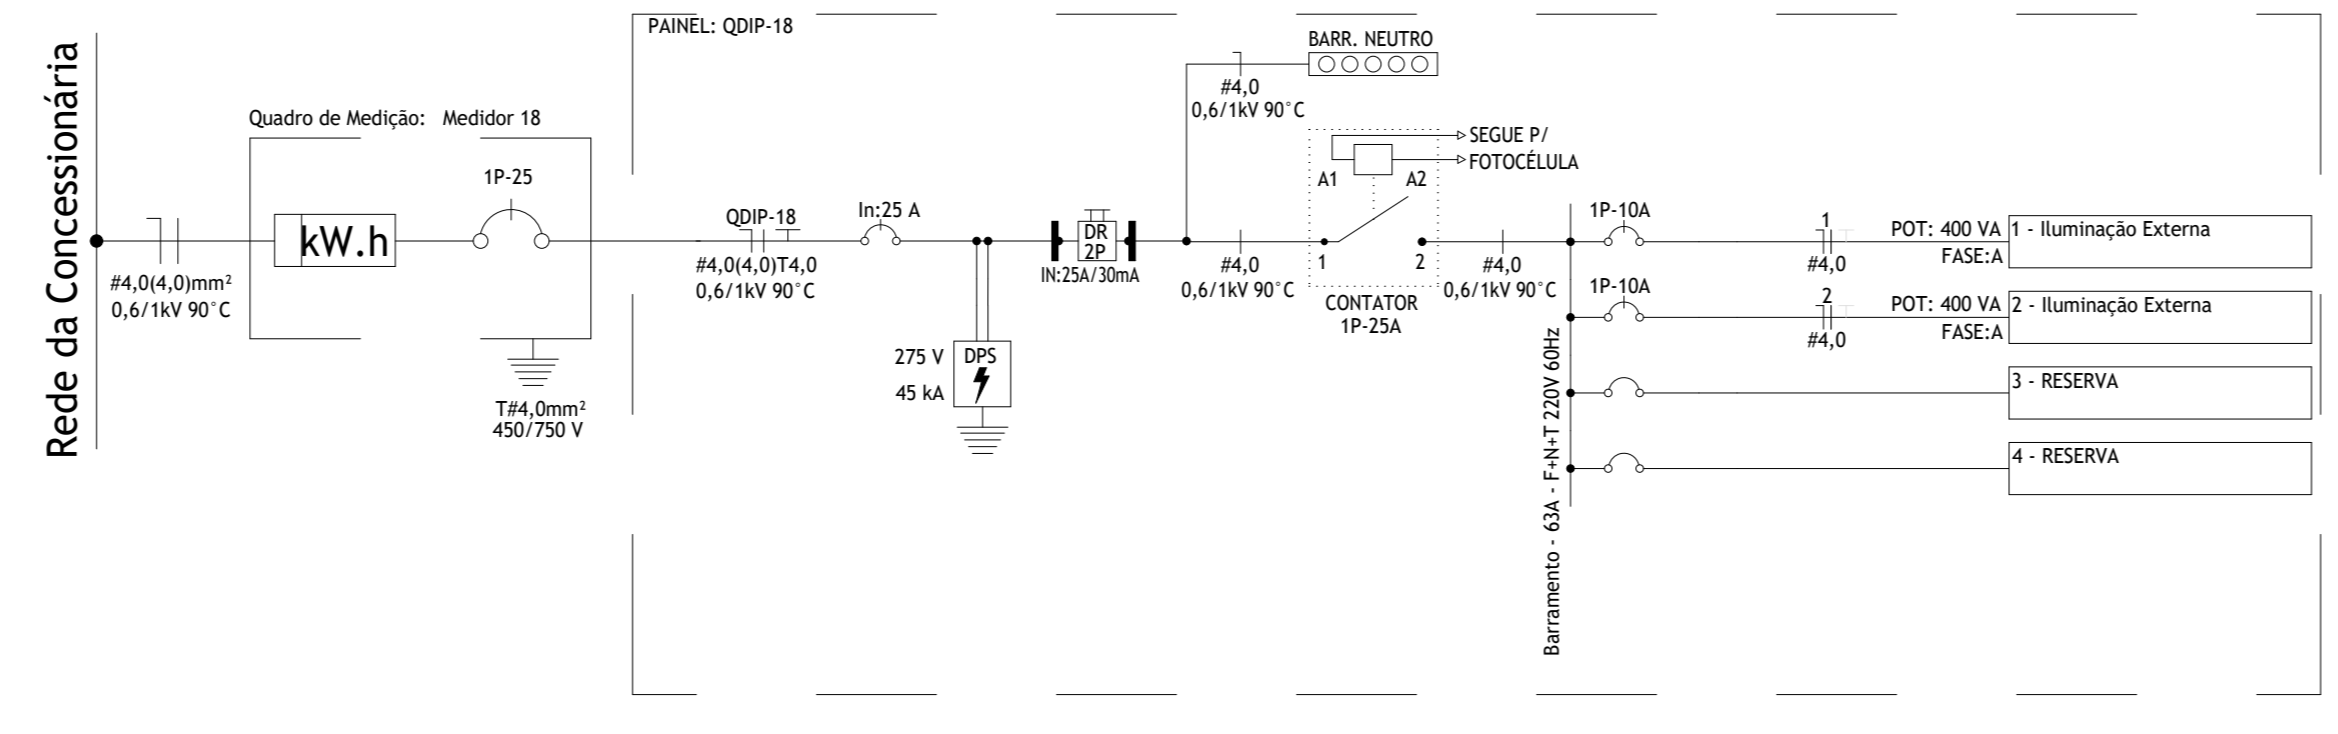 PAINEL: QDIP-18
Rede da Concessionária
#4,0(4,0)mm²
0,6/1kV 90°C
Quadro de Medição: Medidor 18
kW.h
1P-25
T#4,0mm²
450/750 V
QDIP-18
#4,0(4,0)T4,0
0,6/1kV 90°C
In:25 A
275 V
45 kA
DPS
DR
2P
IN:25A/30mA
BARR. NEUTRO
#4,0
0,6/1kV 90°C
SEGUE P/
FOTOCÉLULA
A1
A2
#4,0
0,6/1kV 90°C
1
2
CONTATOR
1P-25A
#4,0
0,6/1kV 90°C
Barramento - 63A - F+N+T 220V 60Hz
1P-10A
1
#4,0
POT: 400 VA
FASE:A
1 - Iluminação Externa
1P-10A
2
#4,0
POT: 400 VA
FASE:A
2 - Iluminação Externa
3 - RESERVA
4 - RESERVA